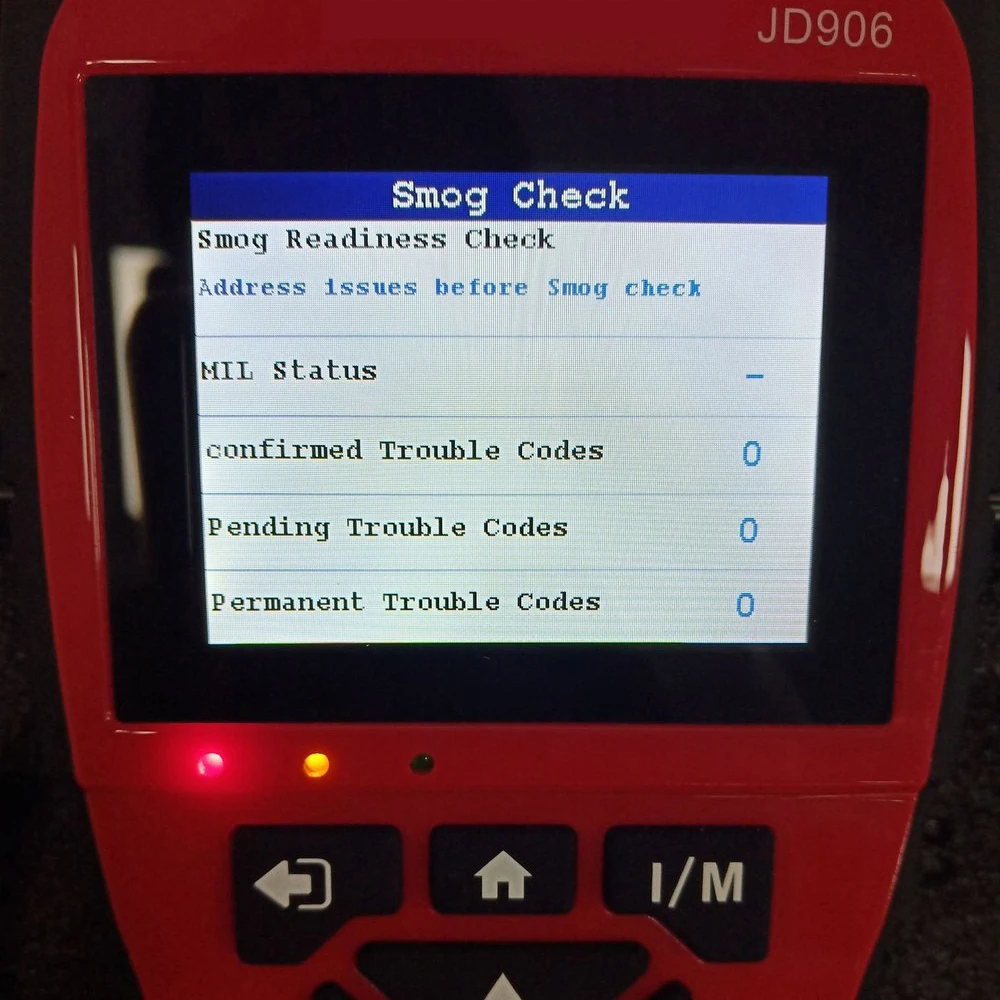 JD906
Smog Check
Smog Readiness Check
Address issues before Smog check
MIL Status –
confirmed Trouble Codes 0
Pending Trouble Codes 0
Permanent Trouble Codes 0
I/M